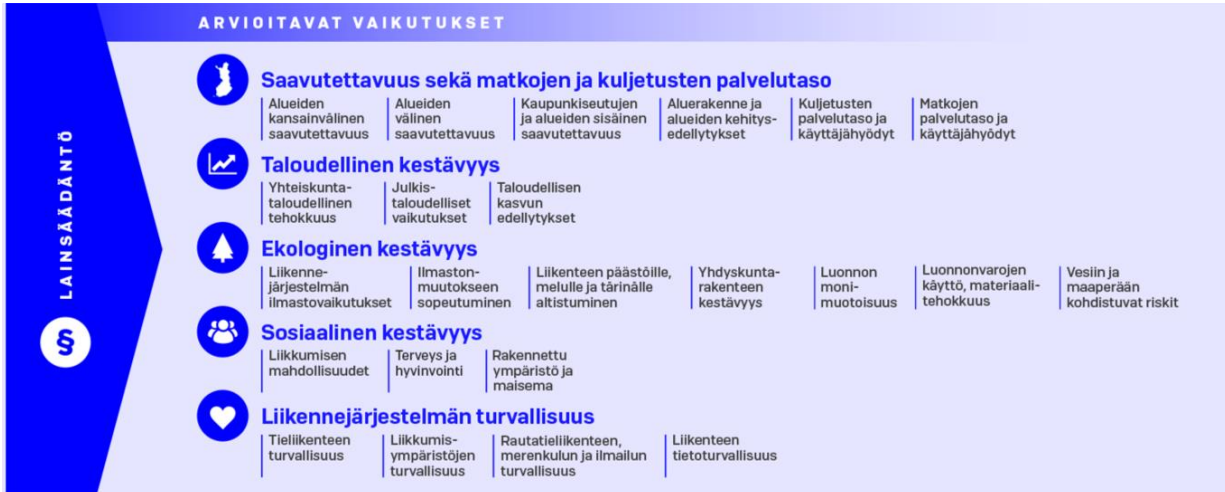 ARVIOITAVAT VAIKUTUKSET
LAINSÄÄDÄNTÖ
§
Saavutettavuus sekä matkojen ja kuljetusten palvelutaso
Alueiden
kansainvälinen
saavutettavuus
Alueiden
välinen
saavutettavuus
Kaupunkiseutujen
ja alueiden sisäinen
saavutettavuus
Aluerakenne ja
alueiden kehitys-
edellytykset
Kuljetusten
palvelutaso ja
käyttäjähyödyt
Matkojen
palvelutaso ja
käyttäjähyödyt
Taloudellinen kestävyys
Yhteiskunta-
taloudellinen
tehokkuus
Julkis-
taloudelliset
vaikutukset
Taloudellisen
kasvun
edellytykset
Ekologinen kestävyys
Liikenne-
järjestelmän
ilmastovaikutukset
Ilmaston-
muutokseen
sopeutuminen
Liikenteen päästöille,
melulle ja tärinälle
altistuminen
Yhdyskunta-
rakenteen
kestävyys
Luonnon
moni-
muotoisuus
Luonnonvarojen
käyttö, materiaali-
tehokkuus
Vesiin ja
maaperään
kohdistuvat riskit
Sosiaalinen kestävyys
Liikkumisen
mahdollisuudet
Terveys ja
hyvinvointi
Rakennettu
ympäristö ja
maisema
Liikennejärjestelmän turvallisuus
Tieliikenteen
turvallisuus
Liikkumis-
ympäristöjen
turvallisuus
Rautatieliikenteen,
merenkulun ja ilmailun
turvallisuus
Liikenteen
tietoturvallisuus